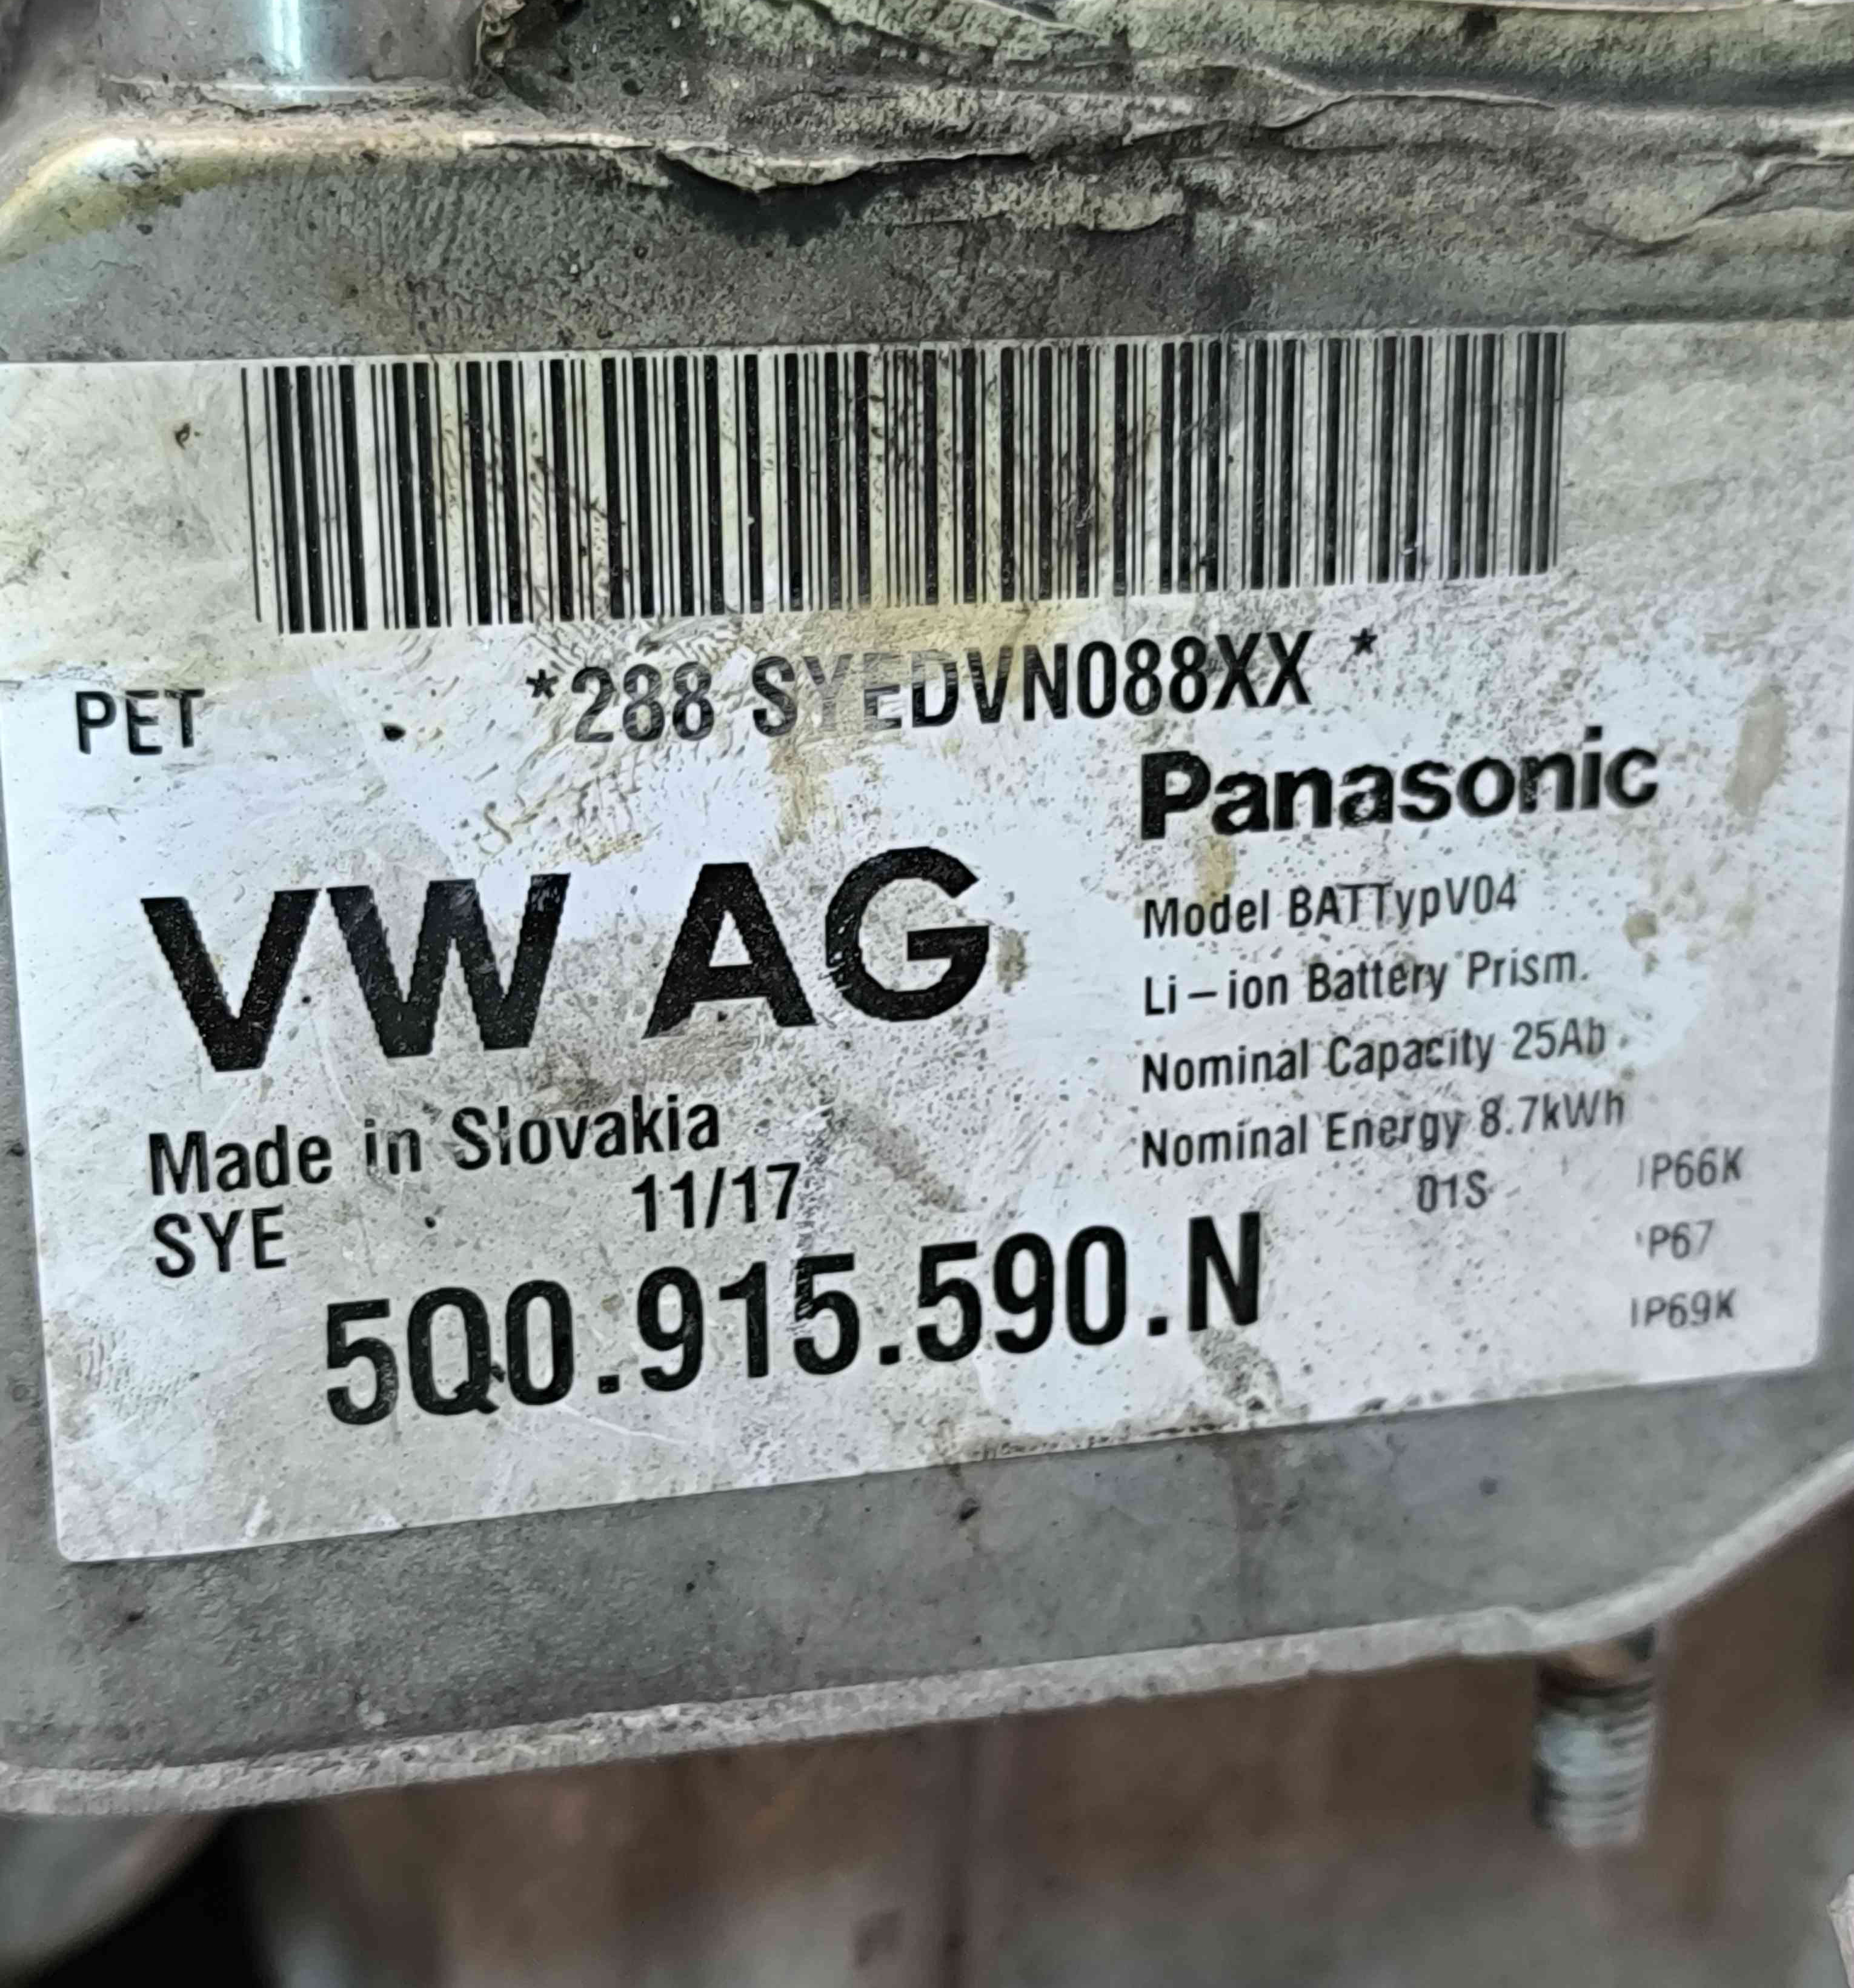 *288 SYEDVN088XX *
PET
Panasonic
VW AG
Model BATTypV04
Li-ion Battery Prism.
Nominal Capacity 25Ah
Nominal Energy 8.7kWh
Made in Slovakia
SYE 11/17
01S
IP66K
IP67
IP69K
5Q0.915.590.N